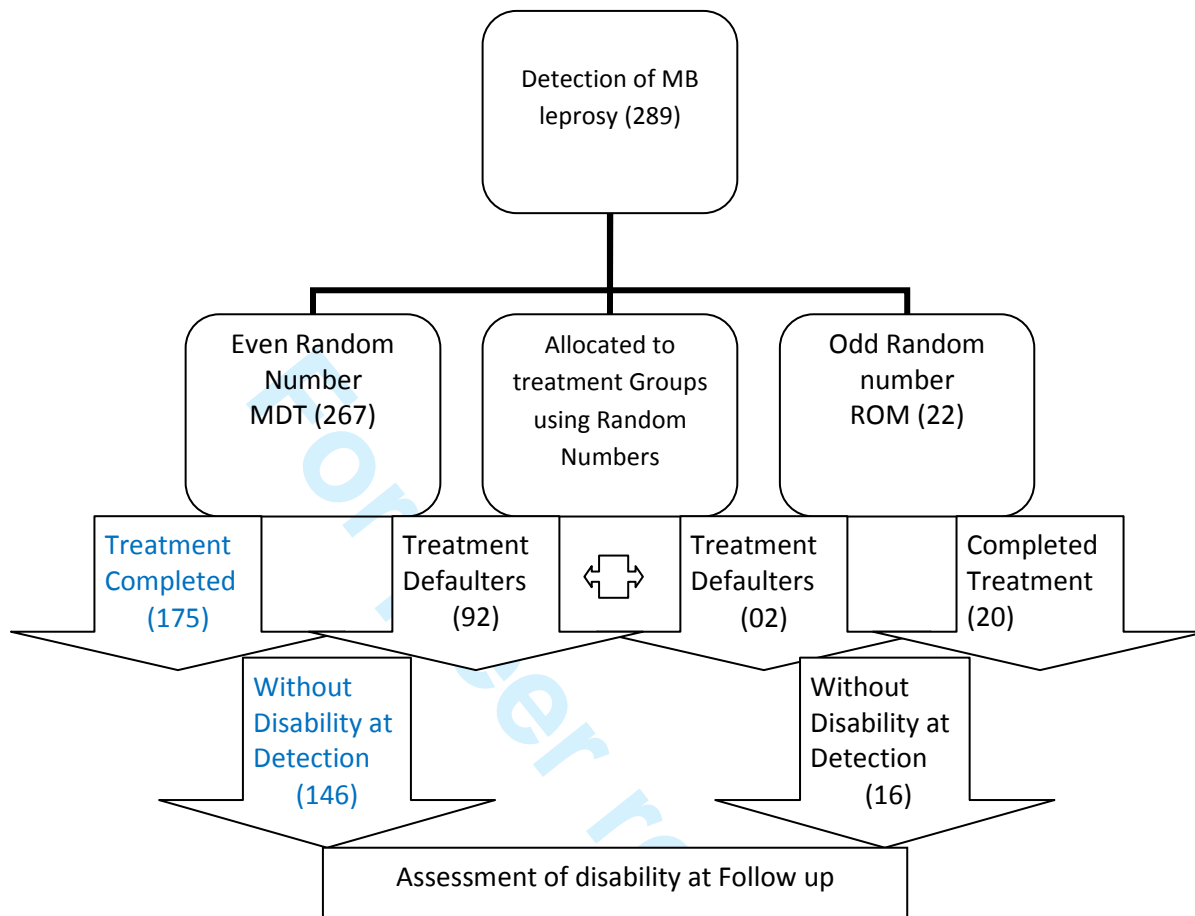 Detection of MB
leprosy (289)
Even Random
Number
MDT (267)
Allocated to
treatment Groups
using Random
Numbers
Odd Random
number
ROM (22)
Treatment
Completed
(175)
Treatment
Defaulters
(92)
Treatment
Defaulters
(02)
Completed
Treatment
(20)
Without
Disability at
Detection
(146)
Without
Disability at
Detection
(16)
Assessment of disability at Follow up
For